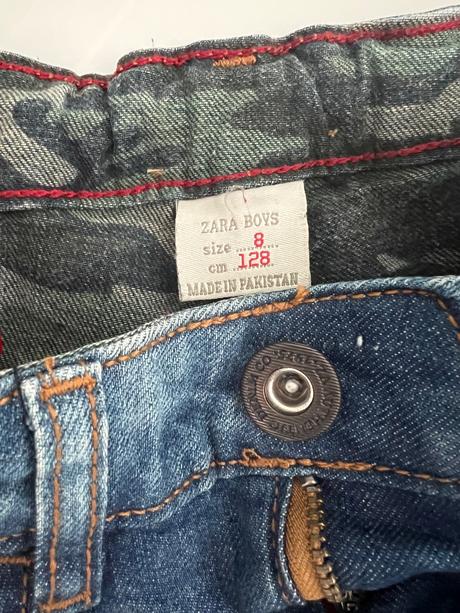 ZARA BOYS
size 8
cm 128
MADE IN PAKISTAN